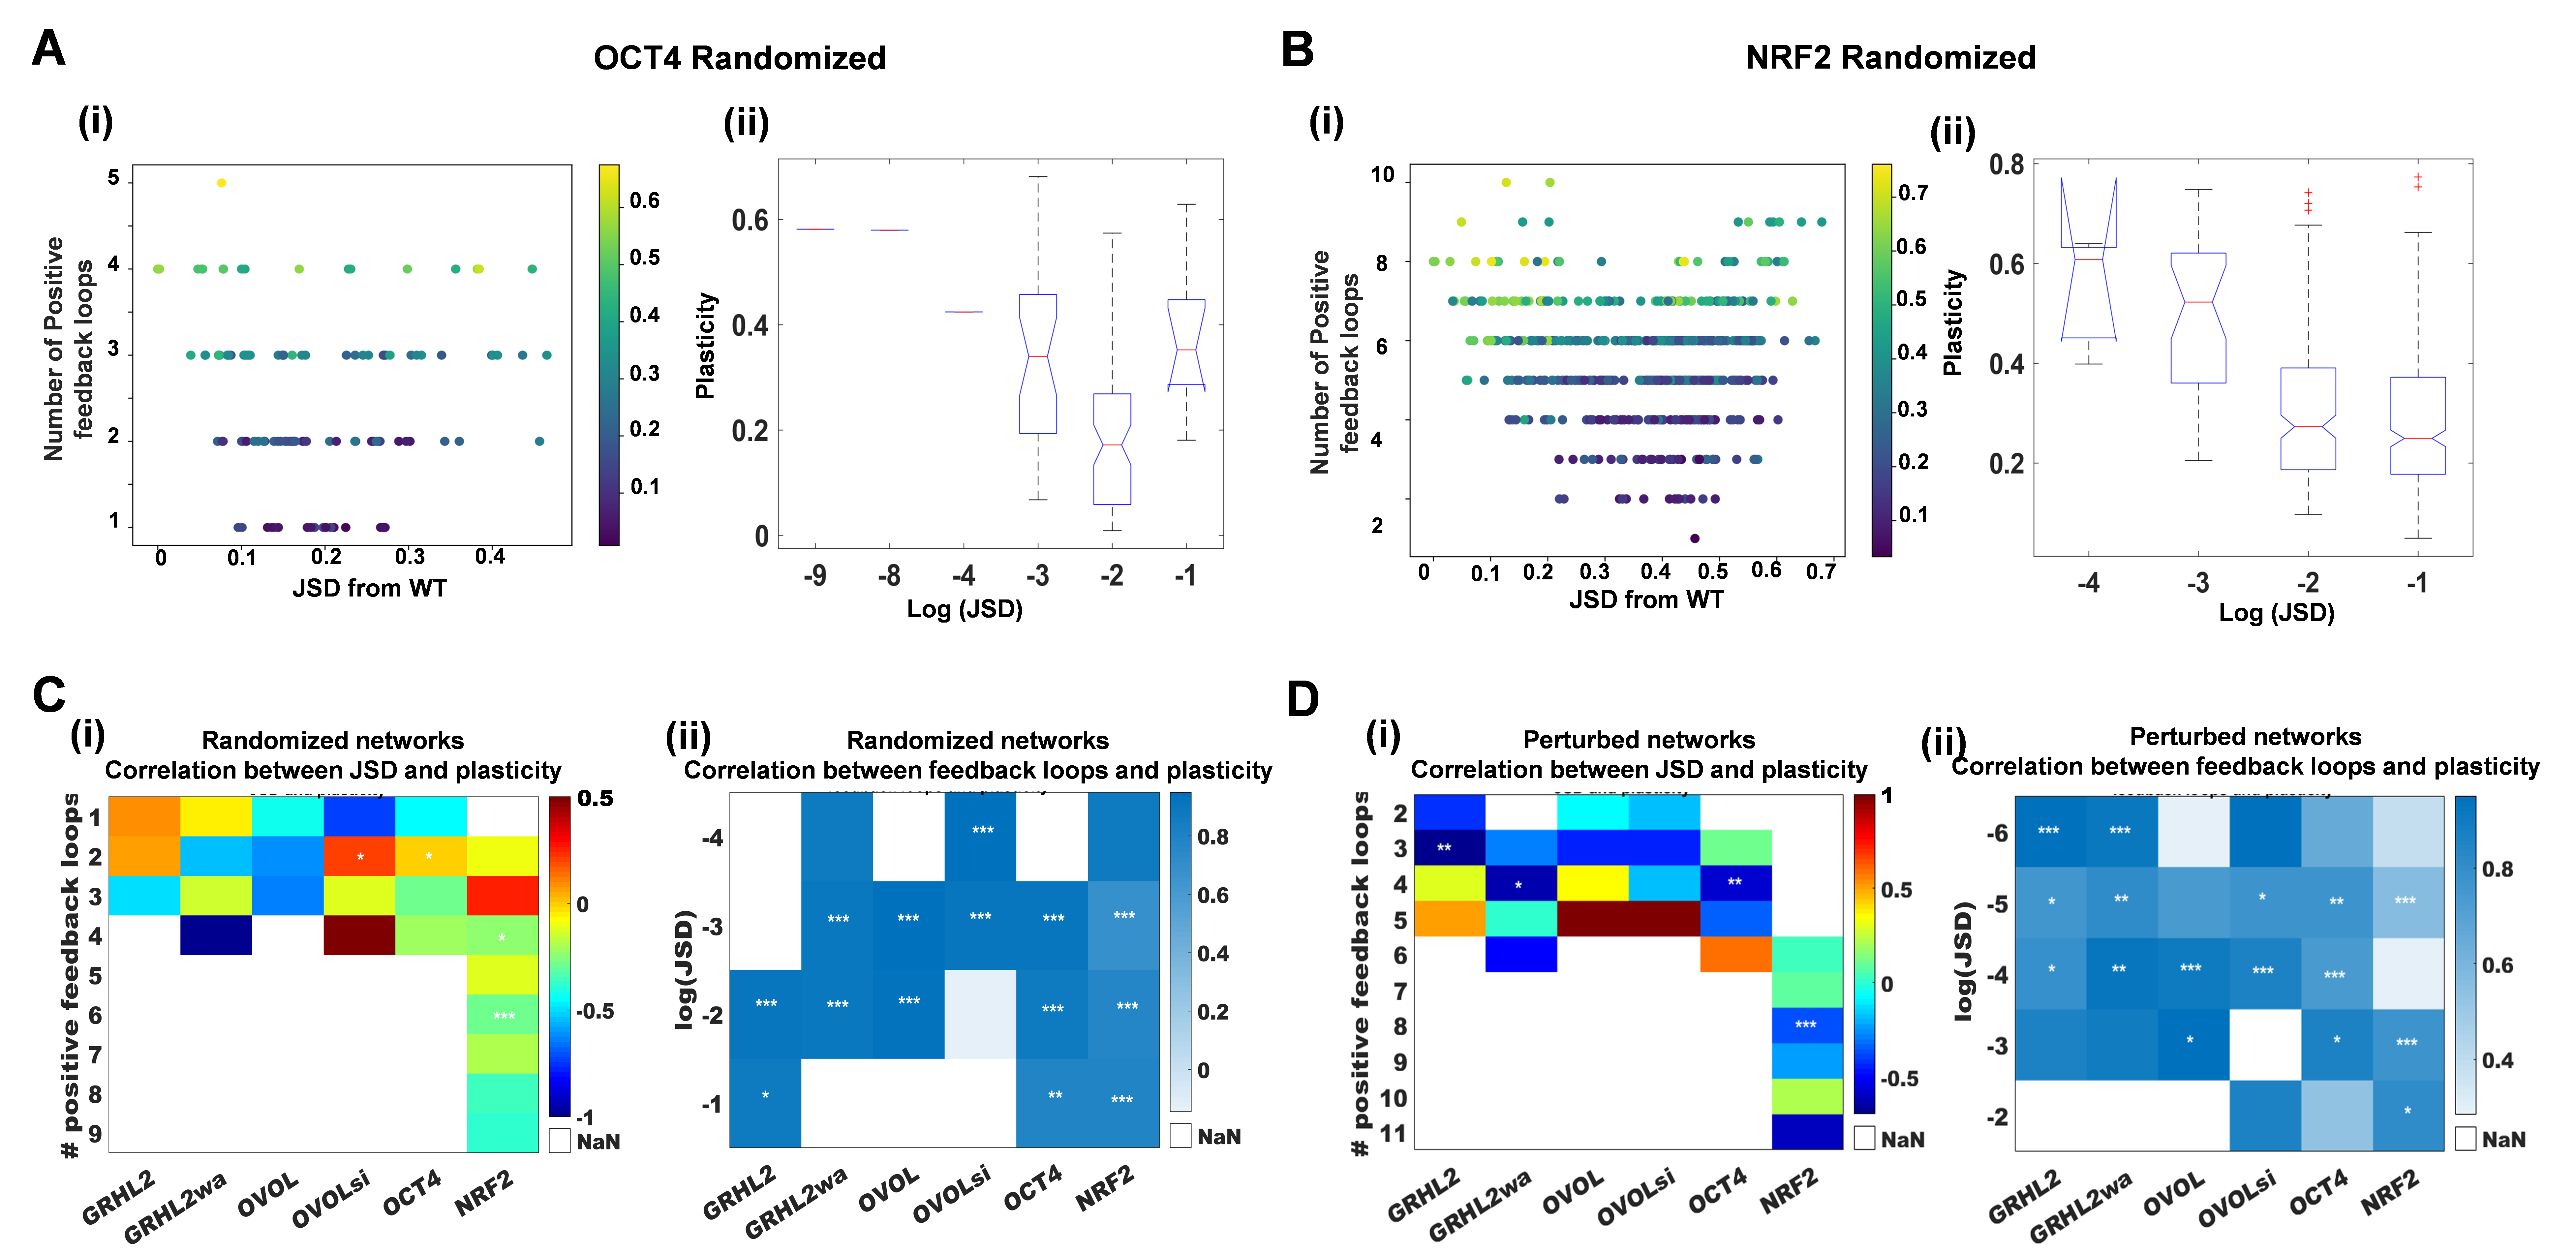 A
OCT4 Randomized
B
NRF2 Randomized
(i)
(ii)
(i)
(ii)
Number of Positive
feedback loops
5
4
3
2
1
0
0.1
0.2
0.3
0.4
JSD from WT
0.6
0.5
0.4
0.3
0.2
0.1
Plasticity
0.6
0.4
0.2
0
-9
-8
-4
-3
-2
-1
Log (JSD)
Number of Positive
feedback loops
10
8
6
4
2
0
0.1
0.2
0.3
0.4
0.5
0.6
0.7
JSD from WT
0.7
0.6
0.5
0.4
0.3
0.2
0.1
Plasticity
0.8
0.6
0.4
0.2
-4
-3
-2
-1
Log (JSD)
C
(i)
Randomized networks
Correlation between JSD and plasticity
# positive feedback loops
1
2
3
4
5
6
7
8
9
* *
*
***
GRHL2
GRHL2wa
OVOL
OVOLsi
OCT4
NRF2
0.5
0
-0.5
-1
NaN
(ii)
Randomized networks
Correlation between feedback loops and plasticity
log(JSD)
-4
-3
-2
-1
***
*** *** *** *** ***
*** *** *** *** ***
* ** ***
GRHL2
GRHL2wa
OVOL
OVOLsi
OCT4
NRF2
0.8
0.6
0.4
0.2
0
NaN
D
(i)
Perturbed networks
Correlation between JSD and plasticity
# positive feedback loops
2
3
4
5
6
7
8
9
10
11
**
* **
***
GRHL2
GRHL2wa
OVOL
OVOLsi
OCT4
NRF2
1
0.5
0
-0.5
NaN
(ii)
Perturbed networks
Correlation between feedback loops and plasticity
log(JSD)
-6
-5
-4
-3
-2
*** ***
* ** * ** ***
* ** *** *** ***
* * ***
*
GRHL2
GRHL2wa
OVOL
OVOLsi
OCT4
NRF2
0.8
0.6
0.4
NaN